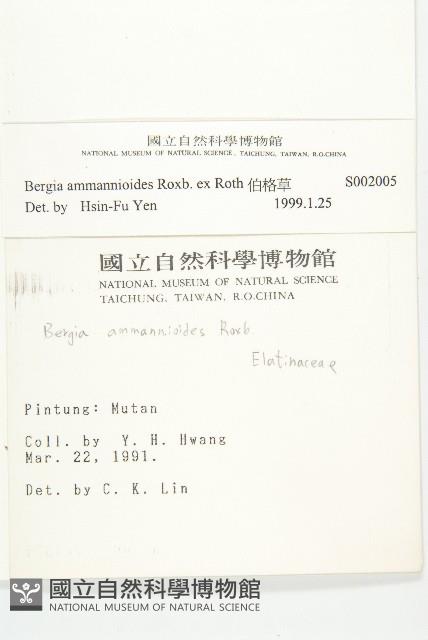 國立自然科學博物館
NATIONAL MUSEUM OF NATURAL SCIENCE, TAICHUNG, TAIWAN, R.O.CHINA
Bergia ammannioides Roxb. ex Roth 伯格草 S002005
Det. by Hsin-Fu Yen 1999.1.25
國立自然科學博物館
NATIONAL MUSEUM OF NATURAL SCIENCE
TAICHUNG, TAIWAN, R.O.CHINA
Bergia ammannioides Roxb.
Elatinaceae
Pintung: Mutan
Coll. by Y. H. Hwang
Mar. 22, 1991.
Det. by C. K. Lin
國立自然科學博物館
NATIONAL MUSEUM OF NATURAL SCIENCE